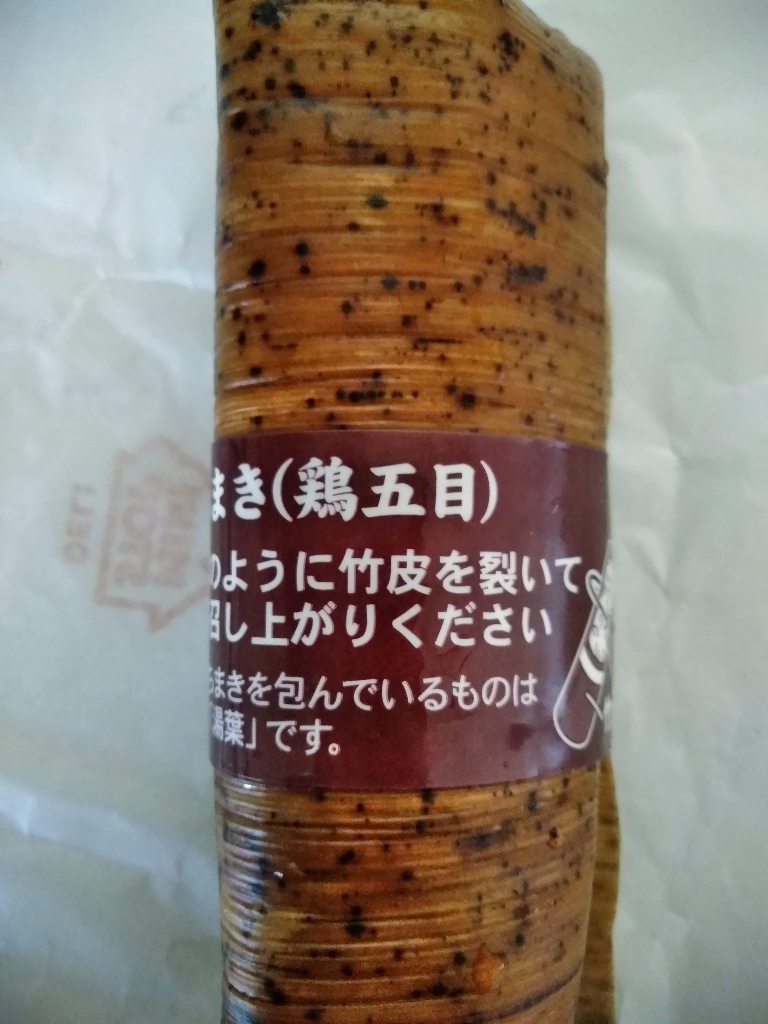 まき(鶏五目)
のように竹皮を裂いて
召し上がりください
まきを包んでいるものは
「湯葉」です。
DELI